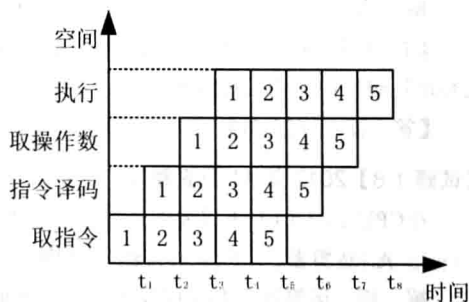 空间
执行 1 2 3 4 5
取操作数 1 2 3 4 5
指令译码 1 2 3 4 5
取指令 1 2 3 4 5
t₁ t₂ t₃ t₄ t₅ t₆ t₇ t₈ 时间